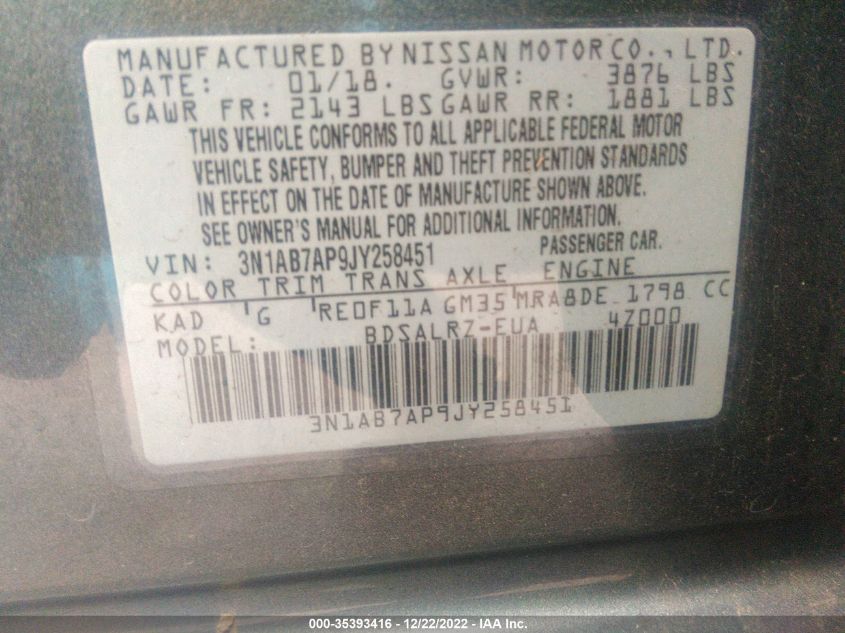 MANUFACTURED BY NISSAN MOTOR CO., LTD.
DATE: 01/18. GVWR: 3876 LBS
GAWR FR: 2143 LBS GAWR RR: 1881 LBS
THIS VEHICLE CONFORMS TO ALL APPLICABLE FEDERAL MOTOR
VEHICLE SAFETY, BUMPER AND THEFT PREVENTION STANDARDS
IN EFFECT ON THE DATE OF MANUFACTURE SHOWN ABOVE.
SEE OWNER'S MANUAL FOR ADDITIONAL INFORMATION.
VIN: 3N1AB7AP9JY258451 PASSENGER CAR.
COLOR TRIM TRANS AXLE ENGINE
KAD G RE0F11A GM35 MRA8DE 1798 CC
MODEL: BDSALRZ-EUA 4Z000
3N1AB7AP9JY258451
000-35393416 - 12/22/2022 - IAA Inc.